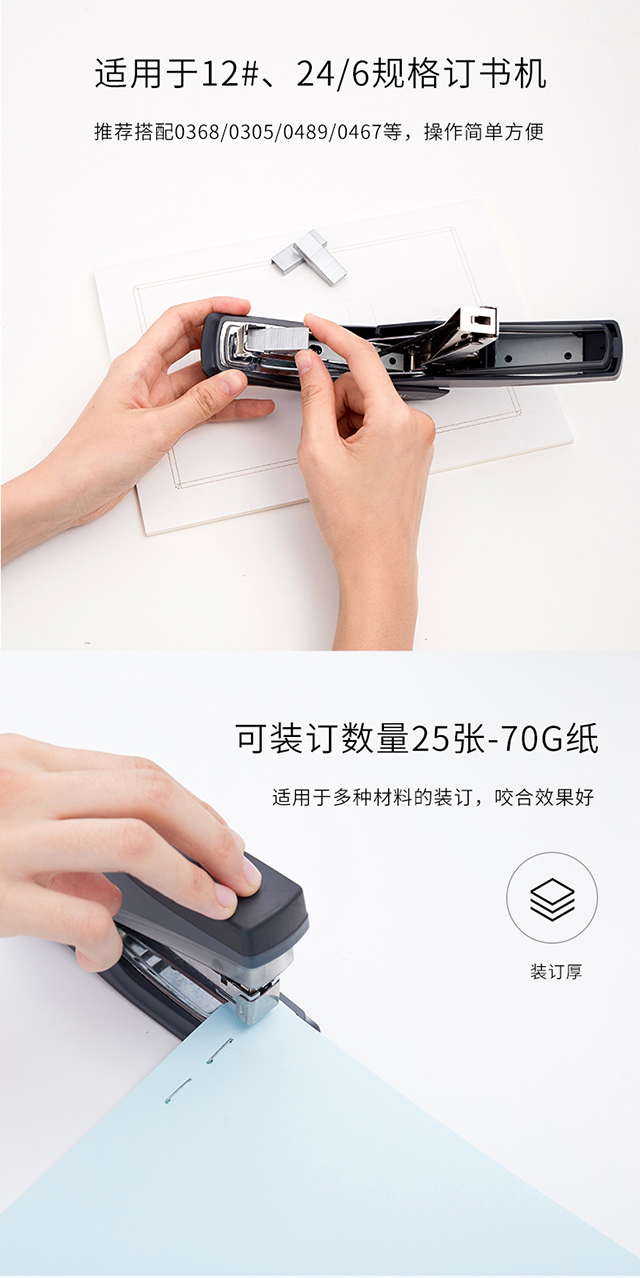 适用于12#、24/6规格订书机
推荐搭配0368/0305/0489/0467等，操作简单方便
可装订数量25张-70G纸
适用于多种材料的装订，咬合效果好
装订厚